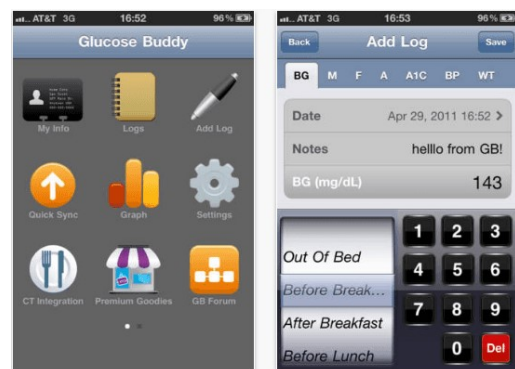 AT&T 3G 16:52 96%
Glucose Buddy
My Info Logs Add Log
Quick Sync Graph Settings
CT Integration Premium Goodies GB Forum
AT&T 3G 16:53 96%
Back Add Log Save
BG M F A A1C BP WT
Date Apr 29, 2011 16:52
Notes helllo from GB!
BG (mg/dL) 143
Out Of Bed
Before Break...
After Breakfast
Before Lunch
1 2 3
4 5 6
7 8 9
0 Del